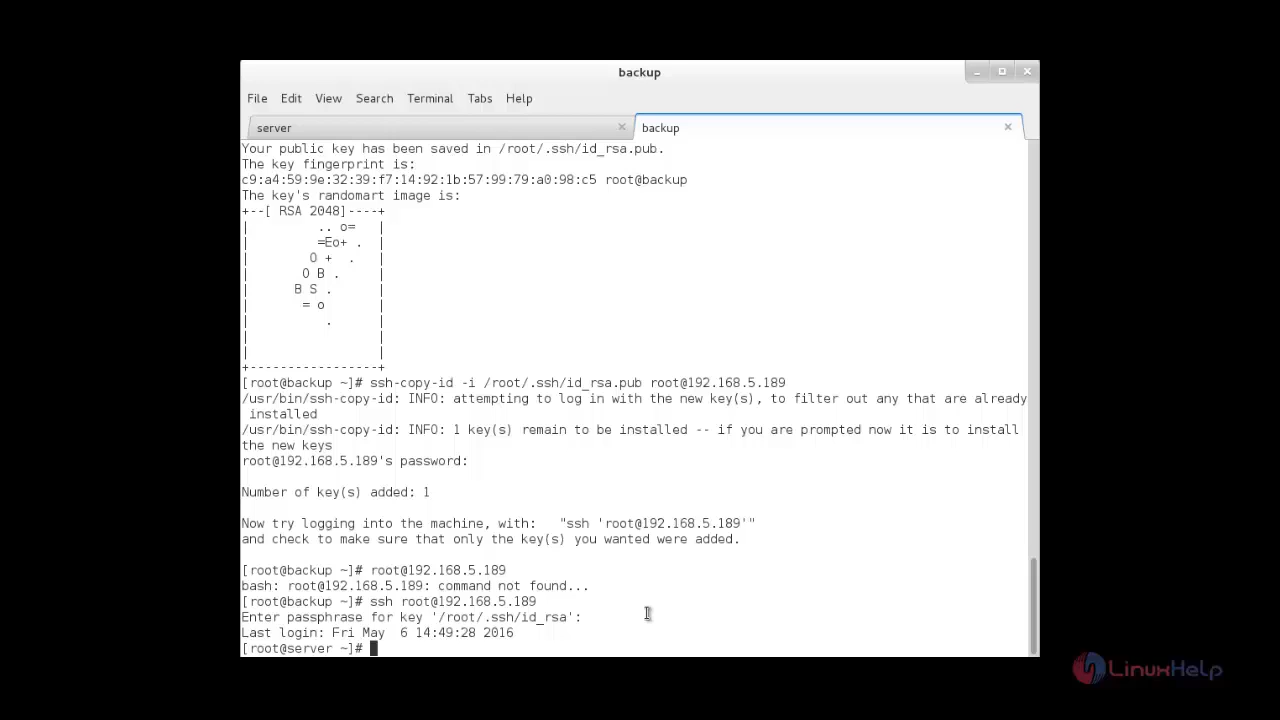 backup
File Edit View Search Terminal Tabs Help
server backup
Your public key has been saved in /root/.ssh/id_rsa.pub.
The key fingerprint is:
c9:a4:59:9e:32:39:f7:14:92:1b:57:99:79:a0:98:c5 root@backup
The key's randomart image is:
+--[ RSA 2048]----+
|         .. o=   |
|         =Eo+ .  |
|        O +  .   |
|       O B .     |
|      B S .      |
|       = o       |
|          .      |
|                 |
|                 |
+-----------------+
[root@backup ~]# ssh-copy-id -i /root/.ssh/id_rsa.pub root@192.168.5.189
/usr/bin/ssh-copy-id: INFO: attempting to log in with the new key(s), to filter out any that are already
 installed
/usr/bin/ssh-copy-id: INFO: 1 key(s) remain to be installed -- if you are prompted now it is to install
the new keys
root@192.168.5.189's password:
Number of key(s) added: 1
Now try logging into the machine, with:   "ssh 'root@192.168.5.189'"
and check to make sure that only the key(s) you wanted were added.
[root@backup ~]# root@192.168.5.189
bash: root@192.168.5.189: command not found...
[root@backup ~]# ssh root@192.168.5.189
Enter passphrase for key '/root/.ssh/id_rsa':
Last login: Fri May  6 14:49:28 2016
[root@server ~]#
LinuxHelp